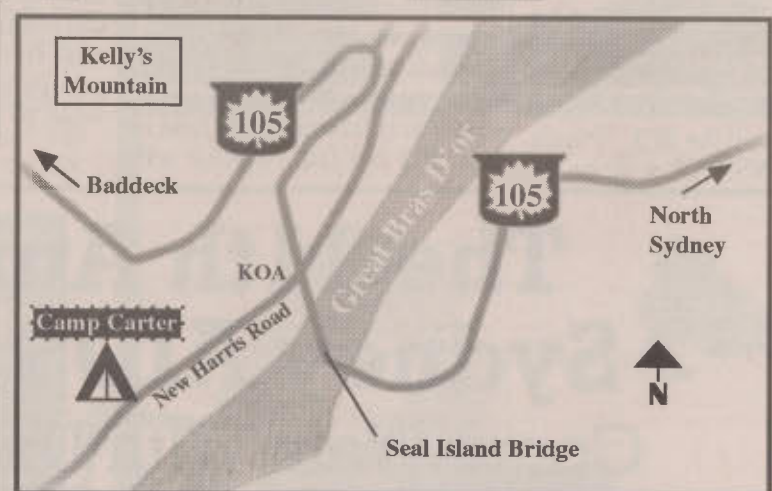 Kelly's
Mountain
105
Baddeck
Great Bras D'or
105
North
Sydney
KOA
Camp Carter
New Harris Road
N
Seal Island Bridge